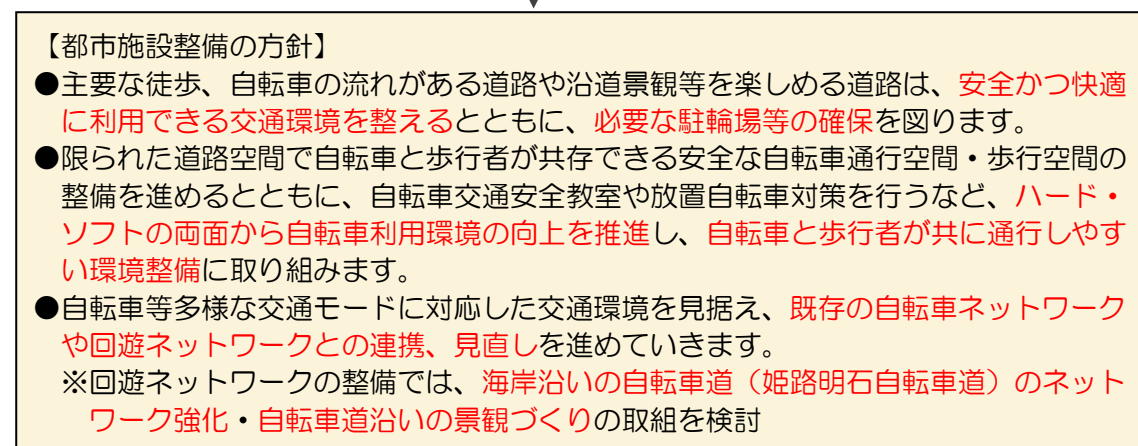 【都市施設整備の方針】
●主要な徒歩、自転車の流れがある道路や沿道景観等を楽しめる道路は、安全かつ快適
に利用できる交通環境を整えるとともに、必要な駐輪場等の確保を図ります。
●限られた道路空間で自転車と歩行者が共存できる安全な自転車通行空間・歩行空間の
整備を進めるとともに、自転車交通安全教室や放置自転車対策を行うなど、ハード・
ソフトの両面から自転車利用環境の向上を推進し、自転車と歩行者が共に通行しやす
い環境整備に取り組みます。
●自転車等多様な交通モードに対応した交通環境を見据え、既存の自転車ネットワーク
や回遊ネットワークとの連携、見直しを進めていきます。
※回遊ネットワークの整備では、海岸沿いの自転車道（姫路明石自転車道）のネット
ワーク強化・自転車道沿いの景観づくりの取組を検討